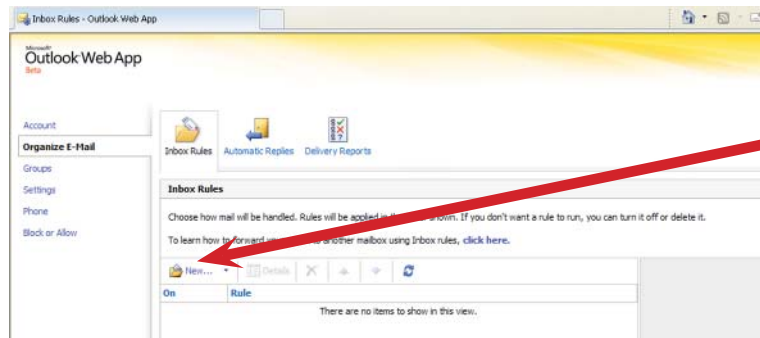 Inbox Rules - Outlook Web App
Microsoft
Outlook Web App
Beta
Account
Organize E-Mail
Groups
Settings
Phone
Block or Allow
Inbox Rules
Automatic Replies
Delivery Reports
Inbox Rules
Choose how mail will be handled. Rules will be applied in the shown. If you don't want a rule to run, you can turn it off or delete it.
To learn how to forward to another mailbox using Inbox rules, click here.
New...
Details
On Rule
There are no items to show in this view.